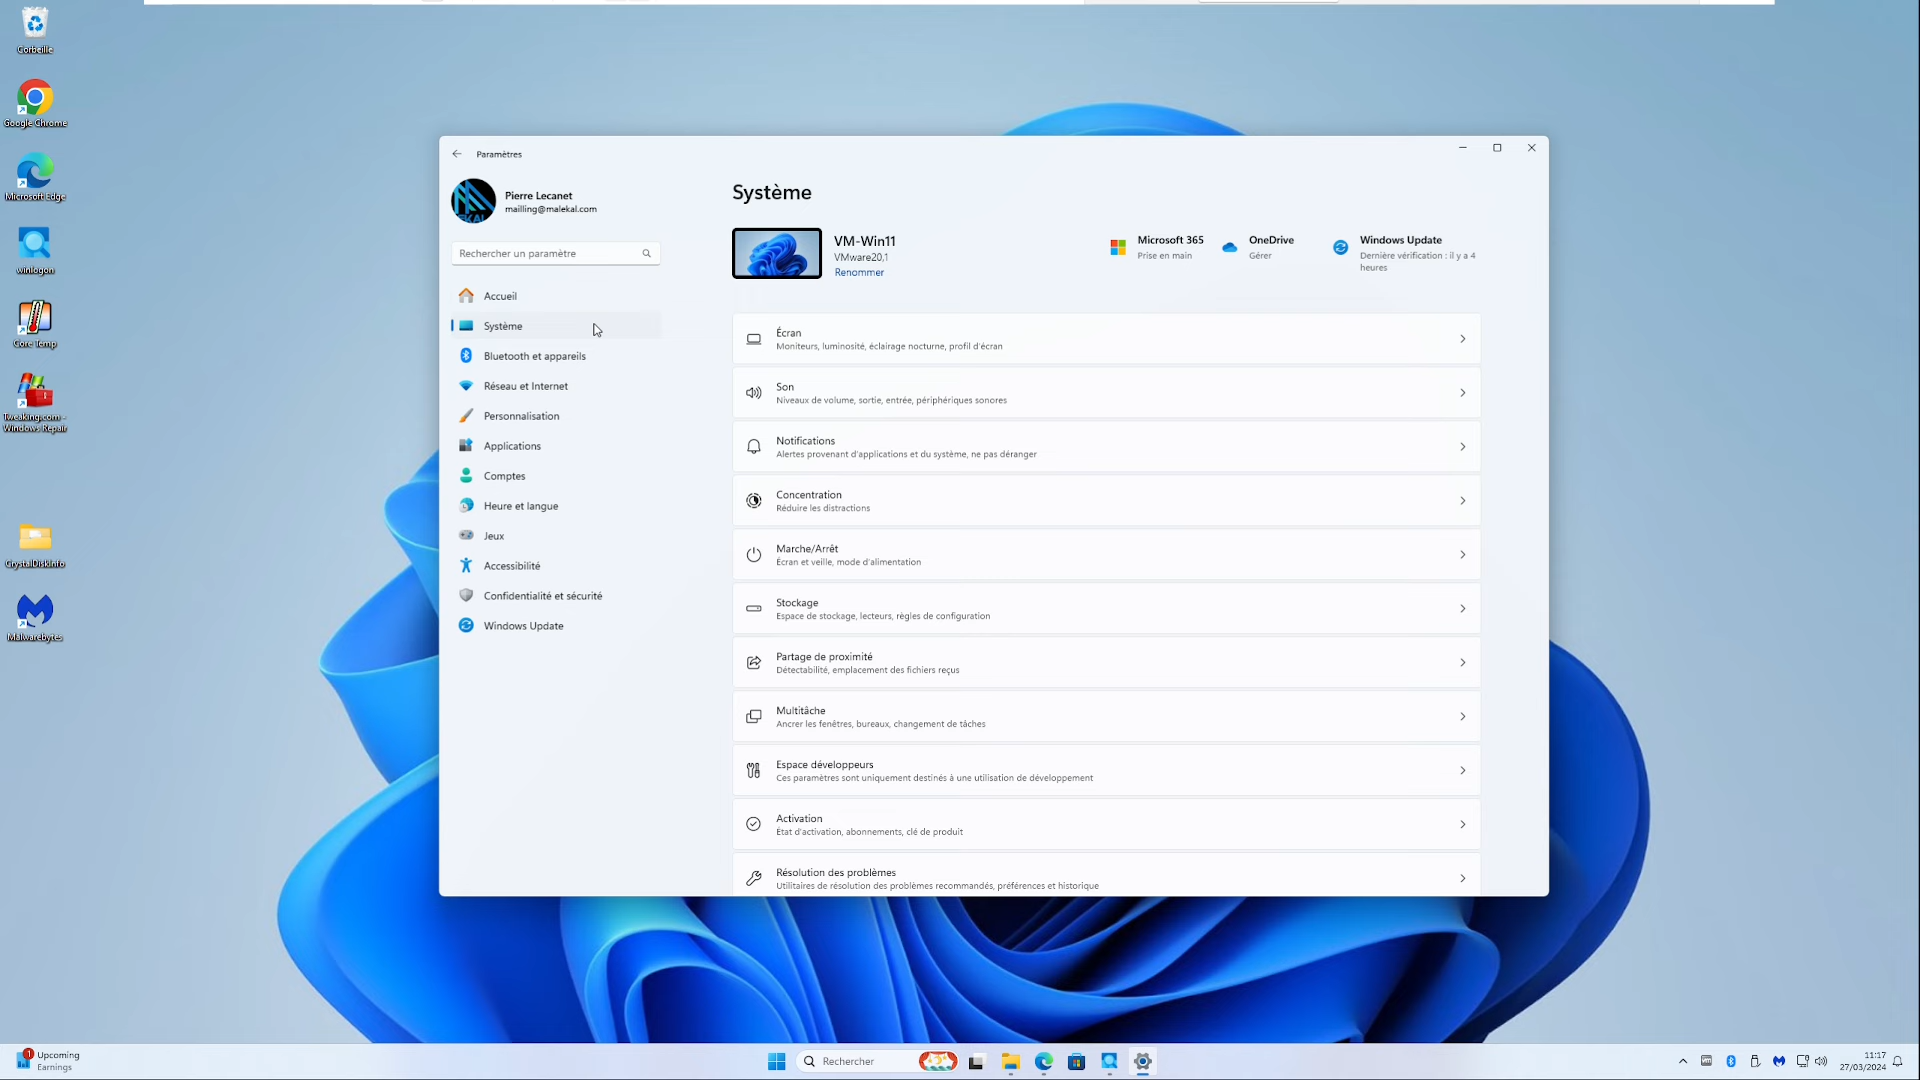 Corbeille
Google Chrome
Microsoft Edge
winlogon
Core Temp
Tweaking.com -
Windows Repair
CrystalDiskInfo
Malwarebytes
Paramètres
Pierre Lecanet
mailling@malekal.com
Rechercher un paramètre
Accueil
Système
Bluetooth et appareils
Réseau et Internet
Personnalisation
Applications
Comptes
Heure et langue
Jeux
Accessibilité
Confidentialité et sécurité
Windows Update
Système
VM-Win11
VMware20,1
Renommer
Microsoft 365
Prise en main
OneDrive
Gérer
Windows Update
Dernière vérification : il y a 4
heures
Écran
Moniteurs, luminosité, éclairage nocturne, profil d'écran
Son
Niveaux de volume, sortie, entrée, périphériques sonores
Notifications
Alertes provenant d'applications et du système, ne pas déranger
Concentration
Réduire les distractions
Marche/Arrêt
Écran et veille, mode d'alimentation
Stockage
Espace de stockage, lecteurs, règles de configuration
Partage de proximité
Détectabilité, emplacement des fichiers reçus
Multitâche
Ancrer les fenêtres, bureaux, changement de tâches
Espace développeurs
Ces paramètres sont uniquement destinés à une utilisation de développement
Activation
État d'activation, abonnements, clé de produit
Résolution des problèmes
Utilitaires de résolution des problèmes recommandés, préférences et historique
1
Upcoming
Earnings
Rechercher
11:17
27/03/2024